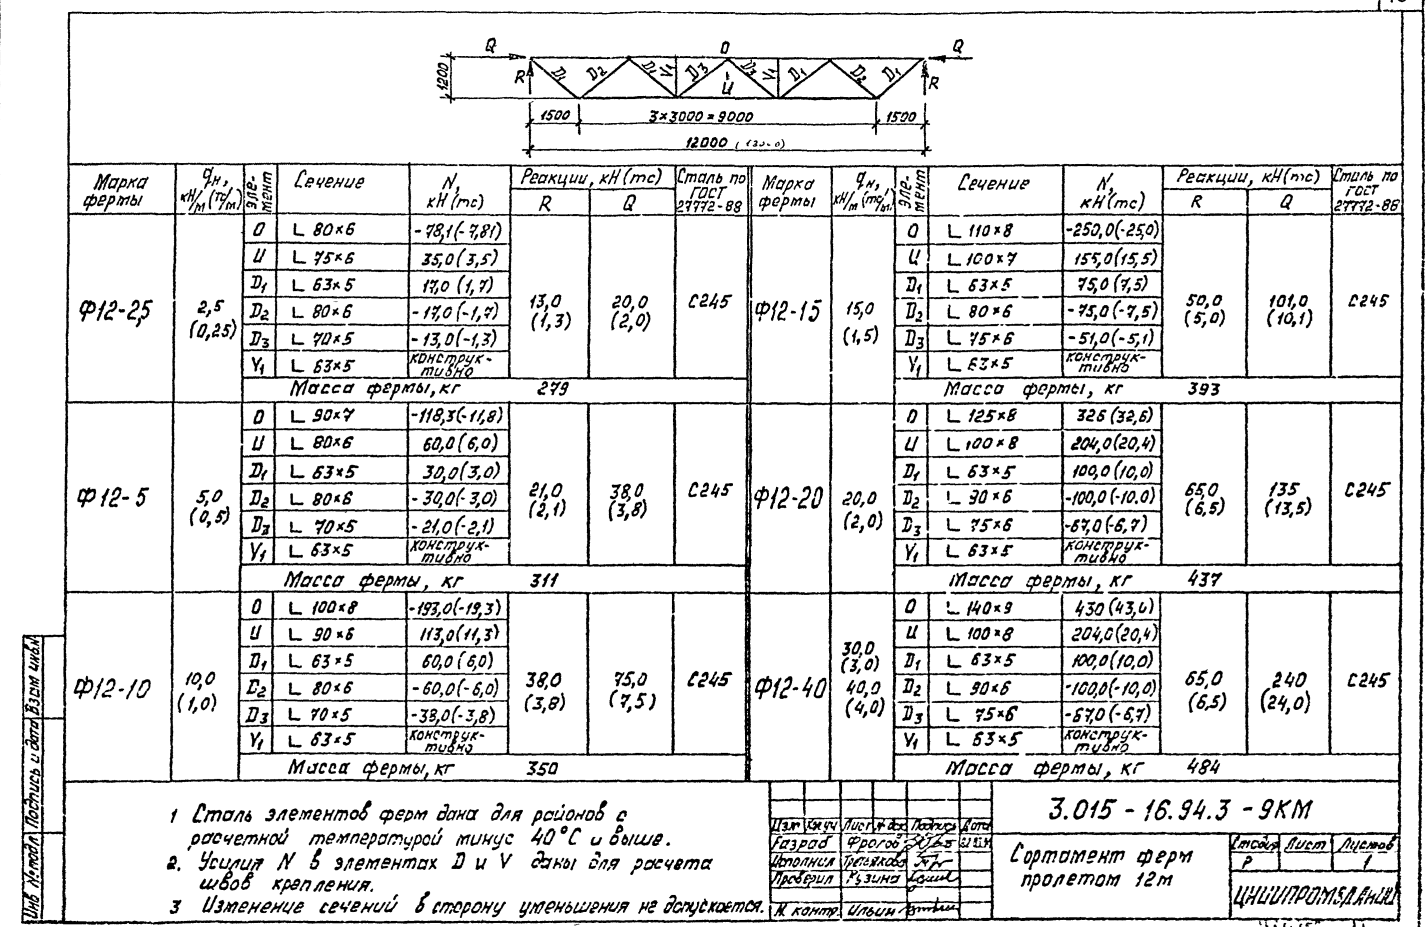 Q O Q
1200 R D₁ D₂ D₁ V₁ D₃ U D₃ V₁ D₁ D₂ D₁ R
1500 3×3000=9000 1500
12000
Марка фермы
qн, кН/м (тс/м)
Эле-мент
Сечение
N, кН(тс)
Реакции, кН(тс)
R Q
Сталь по ГОСТ 27772-88
Марка фермы
qн, кН/м (тс/м)
Эле-мент
Сечение
N, кН(тс)
Реакции, кН(тс)
R Q
Сталь по ГОСТ 27772-88
Ф12-2,5
2,5 (0,25)
O L 80×6 -78,1(-7,81)
U L 75×6 35,0(3,5)
D₁ L 63×5 17,0 (1,7)
D₂ L 80×6 -17,0(-1,7)
D₃ L 70×5 -13,0(-1,3)
V₁ L 63×5 конструк-тивно
13,0 (1,3)
20,0 (2,0)
С245
Масса фермы, кг 279
Ф12-15
15,0 (1,5)
O L 110×8 -250,0(-25,0)
U L 100×7 155,0(15,5)
D₁ L 63×5 75,0(7,5)
D₂ L 80×6 -75,0(-7,5)
D₃ L 75×6 -51,0(-5,1)
V₁ L 63×5 конструк-тивно
50,0 (5,0)
101,0 (10,1)
С245
Масса фермы, кг 393
Ф12-5
5,0 (0,5)
O L 90×7 -118,3(-11,8)
U L 80×6 60,0(6,0)
D₁ L 63×5 30,0(3,0)
D₂ L 80×6 -30,0(-3,0)
D₃ L 70×5 -21,0(-2,1)
V₁ L 63×5 конструк-тивно
21,0 (2,1)
38,0 (3,8)
С245
Масса фермы, кг 311
Ф12-20
20,0 (2,0)
O L 125×8 326(32,6)
U L 100×8 204,0(20,4)
D₁ L 63×5 100,0(10,0)
D₂ L 90×6 -100,0(-10,0)
D₃ L 75×6 -67,0(-6,7)
V₁ L 63×5 конструк-тивно
65,0 (6,5)
135 (13,5)
С245
Масса фермы, кг 437
Ф12-10
10,0 (1,0)
O L 100×8 -193,0(-19,3)
U L 90×6 113,0(11,3)
D₁ L 63×5 60,0(6,0)
D₂ L 80×6 -60,0(-6,0)
D₃ L 70×5 -38,0(-3,8)
V₁ L 63×5 конструк-тивно
38,0 (3,8)
75,0 (7,5)
С245
Масса фермы, кг 350
Ф12-40
30,0 (3,0)
40,0 (4,0)
O L 140×9 430
U L 100×8 204,0(20,4)
D₁ L 63×5 100,0(10,0)
D₂ L 90×6 -100,0(-10,0)
D₃ L 75×6 -67,0(-6,7)
V₁ L 63×5 конструк-тивно
65,0 (6,5)
240 (24,0)
С245
Масса фермы, кг 484
1 Сталь элементов ферм дана для районов с
расчетной температурой минус 40°С и выше.
2. Усилия N в элементах D и V даны для расчета
швов крепления.
3 Изменение сечений в сторону уменьшения не допускается.
Инв. № подл. Подпись и дата Взам инв. №
Изм Кол.уч Лист № док Подпись Дата
Разраб Фролов
Исполнил Третьякова
Проверил Кузина
Н. контр. Ильин
3.015 - 16.94.3 - 9КМ
Сортамент ферм
пролетом 12м
Стадия Лист Листов
Р 1
ЦНИИПРОМЗДАНИЙ